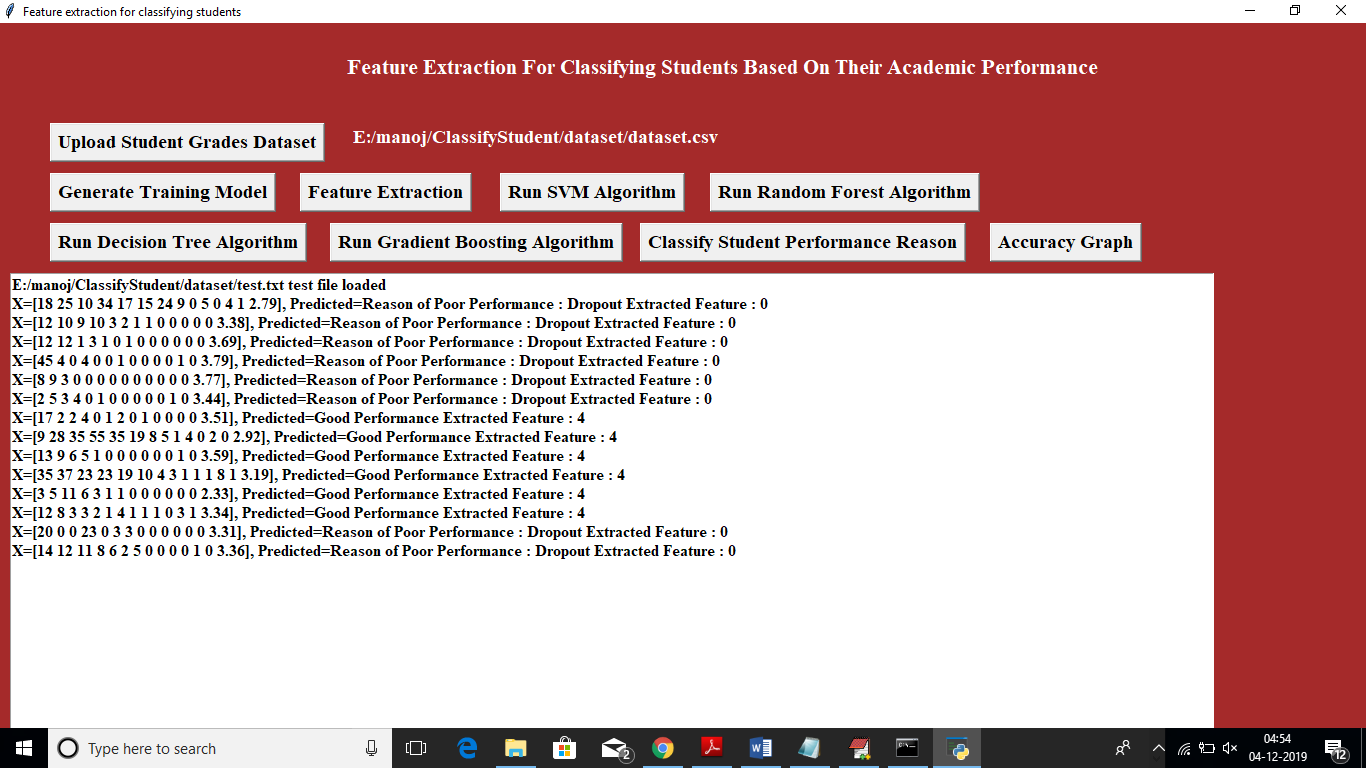 Feature extraction for classifying students
Feature Extraction For Classifying Students Based On Their Academic Performance
Upload Student Grades Dataset E:/manoj/ClassifyStudent/dataset/dataset.csv
Generate Training Model Feature Extraction Run SVM Algorithm Run Random Forest Algorithm
Run Decision Tree Algorithm Run Gradient Boosting Algorithm Classify Student Performance Reason Accuracy Graph
E:/manoj/ClassifyStudent/dataset/test.txt test file loaded
X=[18 25 10 34 17 15 24 9 0 5 0 4 1 2.79], Predicted=Reason of Poor Performance : Dropout Extracted Feature : 0
X=[12 10 9 10 3 2 1 1 0 0 0 0 0 3.38], Predicted=Reason of Poor Performance : Dropout Extracted Feature : 0
X=[12 12 1 3 1 0 1 0 0 0 0 0 0 3.69], Predicted=Reason of Poor Performance : Dropout Extracted Feature : 0
X=[45 4 0 4 0 0 1 0 0 0 0 1 0 3.79], Predicted=Reason of Poor Performance : Dropout Extracted Feature : 0
X=[8 9 3 0 0 0 0 0 0 0 0 0 0 3.77], Predicted=Reason of Poor Performance : Dropout Extracted Feature : 0
X=[2 5 3 4 0 1 0 0 0 0 0 1 0 3.44], Predicted=Reason of Poor Performance : Dropout Extracted Feature : 0
X=[17 2 2 4 0 1 2 0 1 0 0 0 0 3.51], Predicted=Good Performance Extracted Feature : 4
X=[9 28 35 55 35 19 8 5 1 4 0 2 0 2.92], Predicted=Good Performance Extracted Feature : 4
X=[13 9 6 5 1 0 0 0 0 0 0 1 0 3.59], Predicted=Good Performance Extracted Feature : 4
X=[35 37 23 23 19 10 4 3 1 1 1 8 1 3.19], Predicted=Good Performance Extracted Feature : 4
X=[3 5 11 6 3 1 1 0 0 0 0 0 0 2.33], Predicted=Good Performance Extracted Feature : 4
X=[12 8 3 3 2 1 4 1 1 1 0 3 1 3.34], Predicted=Good Performance Extracted Feature : 4
X=[20 0 0 23 0 3 3 0 0 0 0 0 0 3.31], Predicted=Reason of Poor Performance : Dropout Extracted Feature : 0
X=[14 12 11 8 6 2 5 0 0 0 0 1 0 3.36], Predicted=Reason of Poor Performance : Dropout Extracted Feature : 0
Type here to search
2
04:54
04-12-2019
12